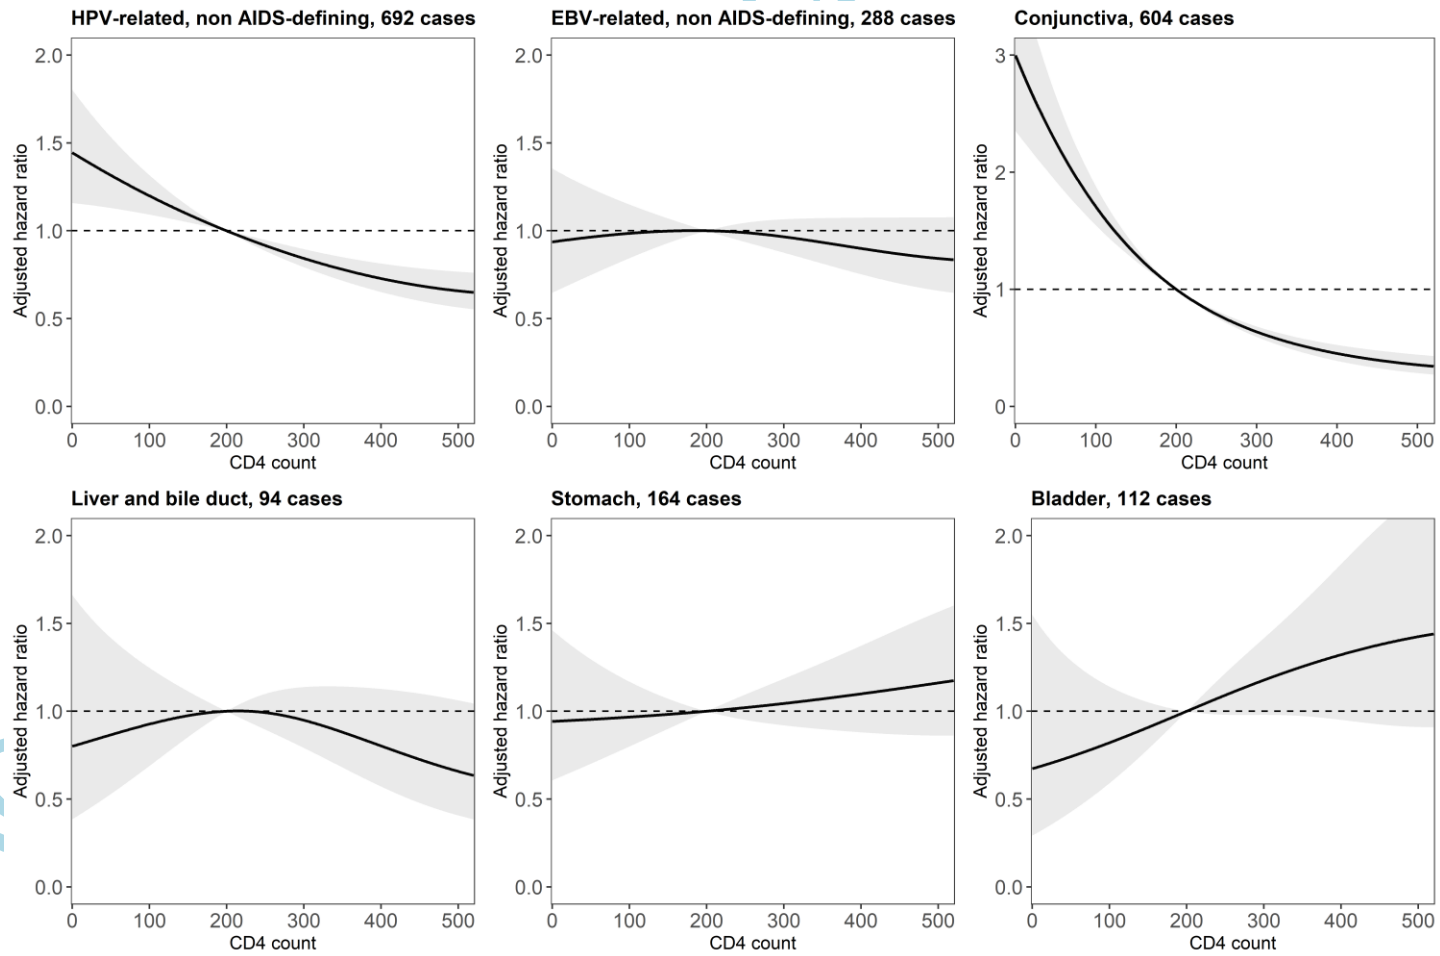 HPV-related, non AIDS-defining, 692 cases
2.0
1.5
1.0
0.5
0.0
Adjusted hazard ratio
0 100 200 300 400 500
CD4 count
EBV-related, non AIDS-defining, 288 cases
2.0
1.5
1.0
0.5
0.0
Adjusted hazard ratio
0 100 200 300 400 500
CD4 count
Conjunctiva, 604 cases
3
2
1
0
Adjusted hazard ratio
0 100 200 300 400 500
CD4 count
Liver and bile duct, 94 cases
2.0
1.5
1.0
0.5
0.0
Adjusted hazard ratio
0 100 200 300 400 500
CD4 count
Stomach, 164 cases
2.0
1.5
1.0
0.5
0.0
Adjusted hazard ratio
0 100 200 300 400 500
CD4 count
Bladder, 112 cases
2.0
1.5
1.0
0.5
0.0
Adjusted hazard ratio
0 100 200 300 400 500
CD4 count